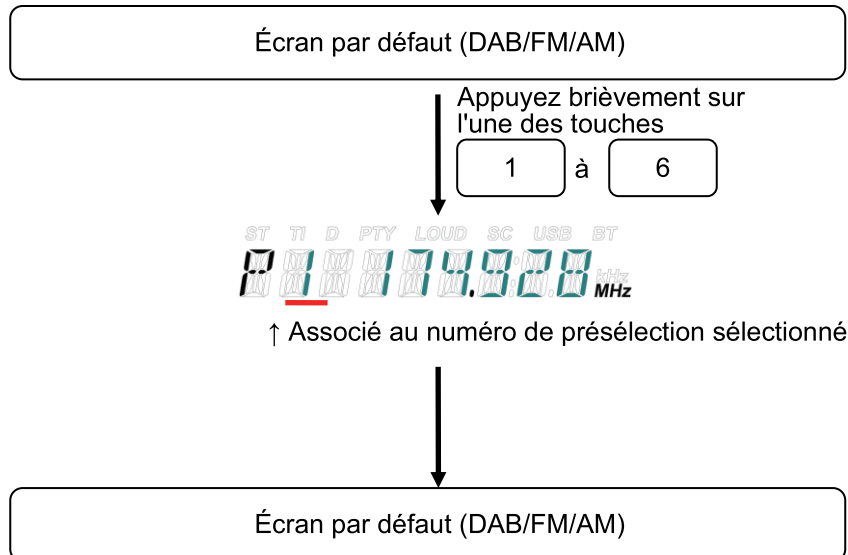 Écran par défaut (DAB/FM/AM)
Appuyez brièvement sur
l'une des touches
1 à 6
ST TI D PTY LOUD SC USB BT
P 1 174.928 kHz
MHz
↑ Associé au numéro de présélection sélectionné
Écran par défaut (DAB/FM/AM)